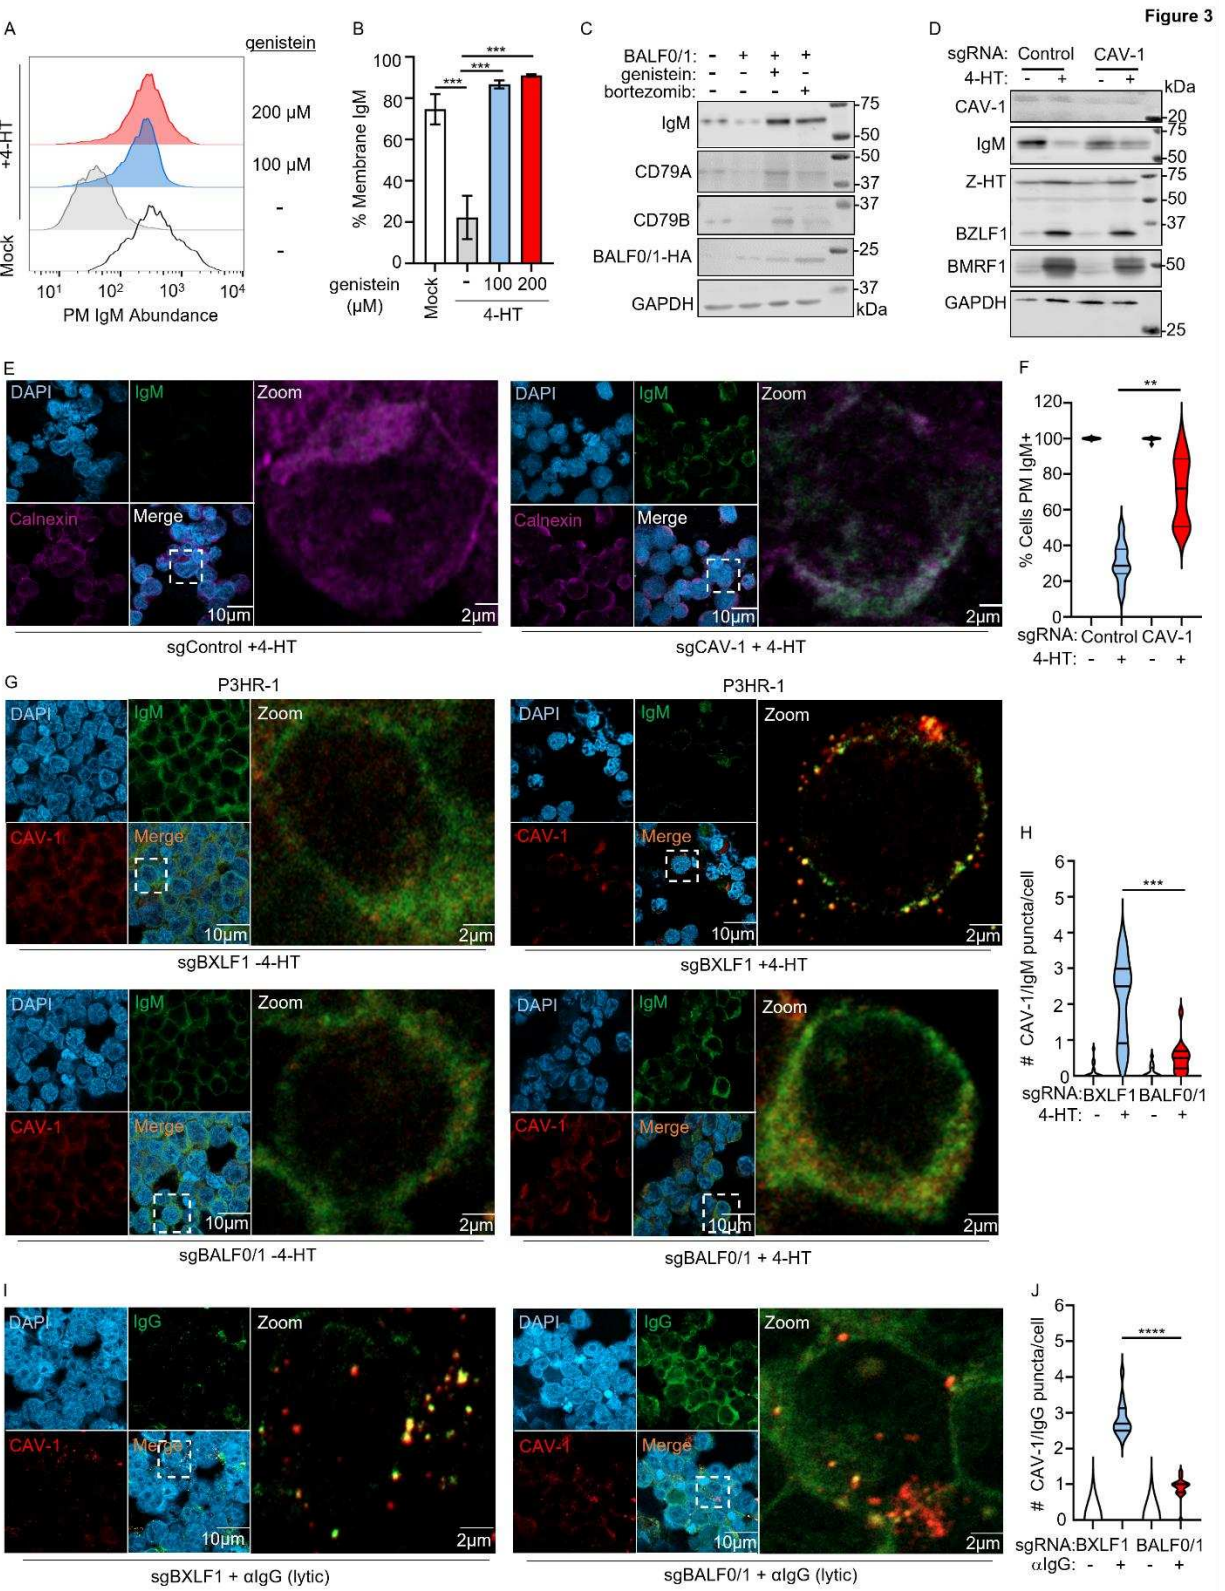 Figure 3
A
genistein
+4-HT
200 µM
100 µM
-
Mock
-
10¹ 10² 10³ 10⁴
PM IgM Abundance
B
% Membrane IgM
100
80
60
40
20
0
*** *** ***
genistein (µM)
Mock - 100 200
4-HT
C
BALF0/1: - + + +
genistein: - - + -
bortezomib: - - - +
IgM
-75
-50
CD79A
-50
-37
CD79B
-37
BALF0/1-HA
-25
GAPDH
-37
kDa
D
sgRNA: Control CAV-1
4-HT: - + - +
kDa
CAV-1
-20
IgM
-75
-50
Z-HT
-75
-50
BZLF1
-37
BMRF1
-50
GAPDH
-25
E
DAPI IgM Zoom
Calnexin Merge
10µm 2µm
sgControl +4-HT
DAPI IgM Zoom
Calnexin Merge
10µm 2µm
sgCAV-1 + 4-HT
F
% Cells PM IgM+
120
100
80
60
40
20
0
**
sgRNA: Control CAV-1
4-HT: - + - +
G
P3HR-1
DAPI IgM Zoom
CAV-1 Merge
10µm 2µm
sgBXLF1 -4-HT
P3HR-1
DAPI IgM Zoom
CAV-1 Merge
10µm 2µm
sgBXLF1 +4-HT
DAPI IgM Zoom
CAV-1 Merge
10µm 2µm
sgBALF0/1 -4-HT
DAPI IgM Zoom
CAV-1 Merge
10µm 2µm
sgBALF0/1 + 4-HT
H
# CAV-1/IgM puncta/cell
6
5
4
3
2
1
0
***
sgRNA:BXLF1 BALF0/1
4-HT: - + - +
I
DAPI IgG Zoom
CAV-1 Merge
10µm 2µm
sgBXLF1 + αIgG (lytic)
DAPI IgG Zoom
CAV-1 Merge
10µm 2µm
sgBALF0/1 + αIgG (lytic)
J
# CAV-1/IgG puncta/cell
6
5
4
3
2
1
0
****
sgRNA:BXLF1 BALF0/1
αIgG: - + - +